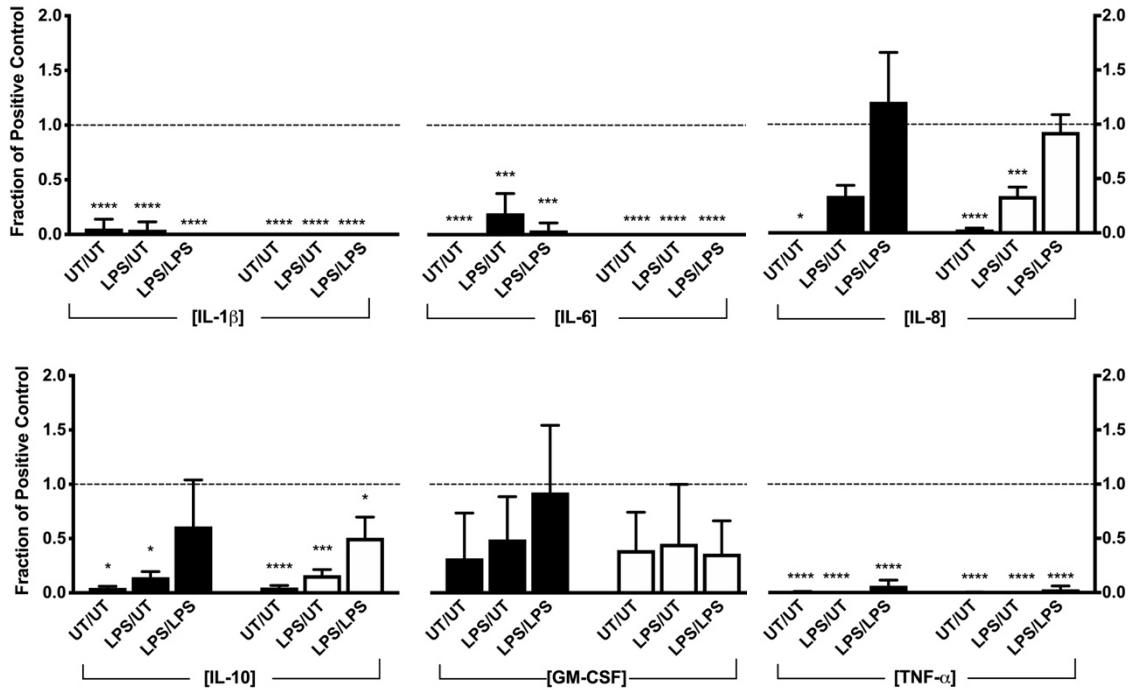 Fraction of Positive Control
2.0
1.5
1.0
0.5
0.0
**** **** **** **** **** ****
UT/UT LPS/UT LPS/LPS UT/UT LPS/UT LPS/LPS
[IL-1β]
**** *** *** **** **** ****
UT/UT LPS/UT LPS/LPS UT/UT LPS/UT LPS/LPS
[IL-6]
* **** ***
UT/UT LPS/UT LPS/LPS UT/UT LPS/UT LPS/LPS
[IL-8]
2.0
1.5
1.0
0.5
0.0
Fraction of Positive Control
2.0
1.5
1.0
0.5
0.0
* * **** *** *
UT/UT LPS/UT LPS/LPS UT/UT LPS/UT LPS/LPS
[IL-10]
UT/UT LPS/UT LPS/LPS UT/UT LPS/UT LPS/LPS
[GM-CSF]
**** **** **** **** **** ****
UT/UT LPS/UT LPS/LPS UT/UT LPS/UT LPS/LPS
[TNF-α]
2.0
1.5
1.0
0.5
0.0